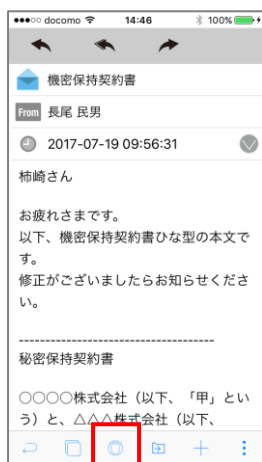 docomo 14:46 100%
機密保持契約書
From 長尾 民男
2017-07-19 09:56:31
柿崎さん
お疲れさまです。
以下、機密保持契約書ひな型の本文で
す。
修正がございましたらお知らせくださ
い。
------------------------------------
秘密保持契約書
○○○○株式会社（以下、「甲」とい
う）と、△△△株式会社（以下、